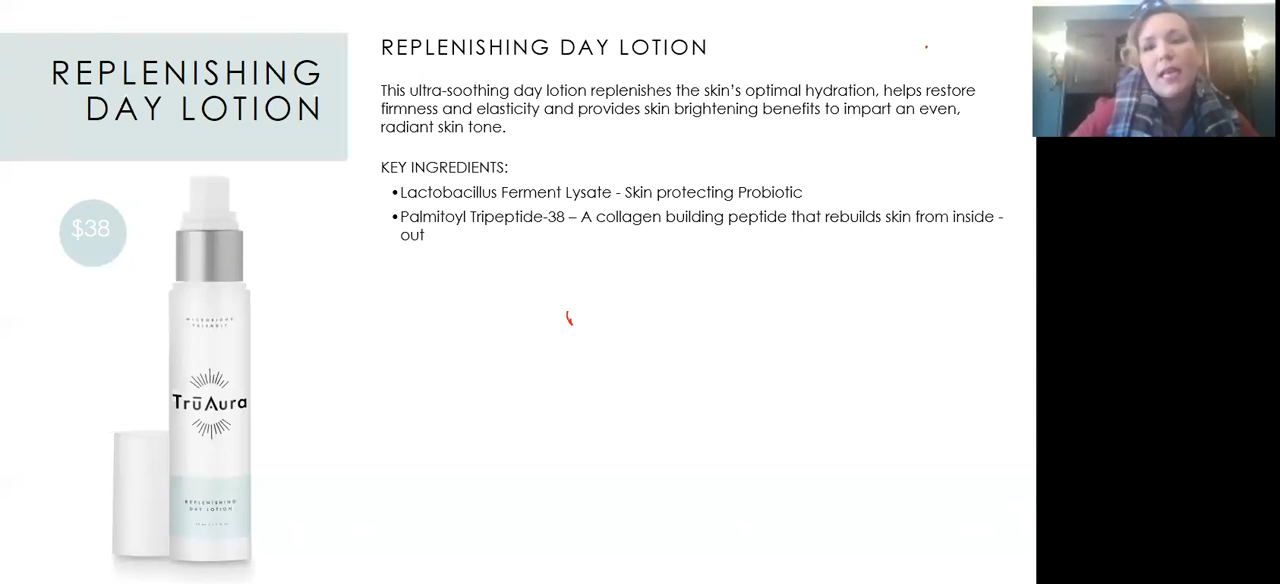 REPLENISHING
DAY LOTION
$38
MICROBIOME
FRIENDLY
TrūAura
REPLENISHING
DAY LOTION
REPLENISHING DAY LOTION
This ultra-soothing day lotion replenishes the skin's optimal hydration, helps restore
firmness and elasticity and provides skin brightening benefits to impart an even,
radiant skin tone.
KEY INGREDIENTS:
•Lactobacillus Ferment Lysate - Skin protecting Probiotic
•Palmitoyl Tripeptide-38 – A collagen building peptide that rebuilds skin from inside -
out